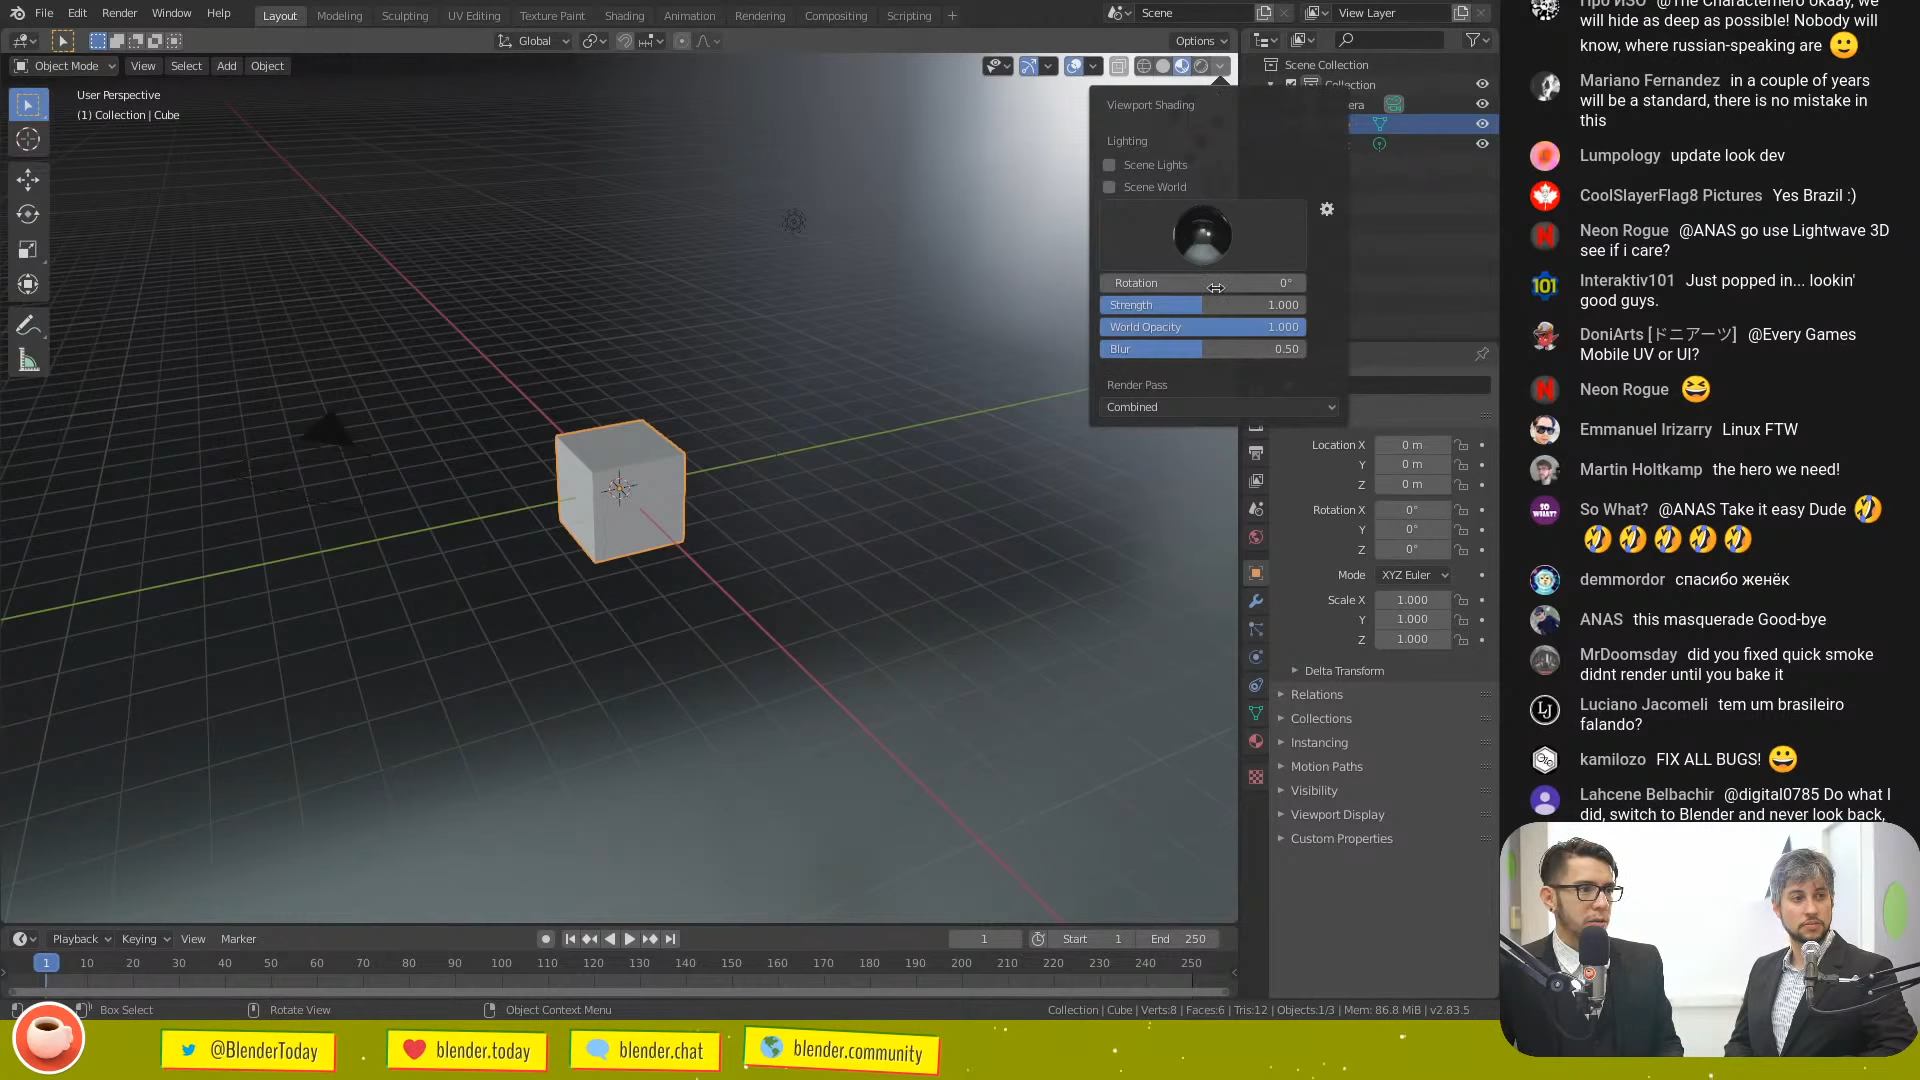 File Edit Render Window Help
Layout Modeling Sculpting UV Editing Texture Paint Shading Animation Rendering Compositing Scripting +
Scene
View Layer
Global
Options
Object Mode View Select Add Object
User Perspective
(1) Collection | Cube
Viewport Shading
Lighting
Scene Lights
Scene World
Rotation 0°
Strength 1.000
World Opacity 1.000
Blur 0.50
Render Pass
Combined
Scene Collection
Collection
era
Location X 0 m
Y 0 m
Z 0 m
Rotation X 0°
Y 0°
Z 0°
Mode XYZ Euler
Scale X 1.000
Y 1.000
Z 1.000
Delta Transform
Relations
Collections
Instancing
Motion Paths
Visibility
Viewport Display
Custom Properties
Playback Keying View Marker
1
Start 1 End 250
1 10 20 30 40 50 60 70 80 90 100 110 120 130 140 150 160 170 180 190 200 210 220 230 240 250
Box Select
Rotate View
Object Context Menu
Collection | Cube | Verts:8 | Faces:6 | Tris:12 | Objects:1/3 | Mem: 86.8 MiB | v2.83.5
@BlenderToday
blender.today
blender.chat
blender.community
Про ИЗО @The Characterhero okaay, we
will hide as deep as possible! Nobody will
know, where russian-speaking are 🙂
Mariano Fernandez in a couple of years
will be a standard, there is no mistake in
this
Lumpology update look dev
CoolSlayerFlag8 Pictures Yes Brazil :)
Neon Rogue @ANAS go use Lightwave 3D
see if i care?
Interaktiv101 Just popped in... lookin'
good guys.
DoniArts [ドニアーツ] @Every Games
Mobile UV or UI?
Neon Rogue 😆
Emmanuel Irizarry Linux FTW
Martin Holtkamp the hero we need!
So What? @ANAS Take it easy Dude 🤣
🤣🤣🤣🤣🤣
demmordor спасибо женёк
ANAS this masquerade Good-bye
MrDoomsday did you fixed quick smoke
didnt render until you bake it
Luciano Jacomeli tem um brasileiro
falando?
kamilozo FIX ALL BUGS! 😀
Lahcene Belbachir @digital0785 Do what I
did, switch to Blender and never look back,
101
SO
WHAT?
LJ